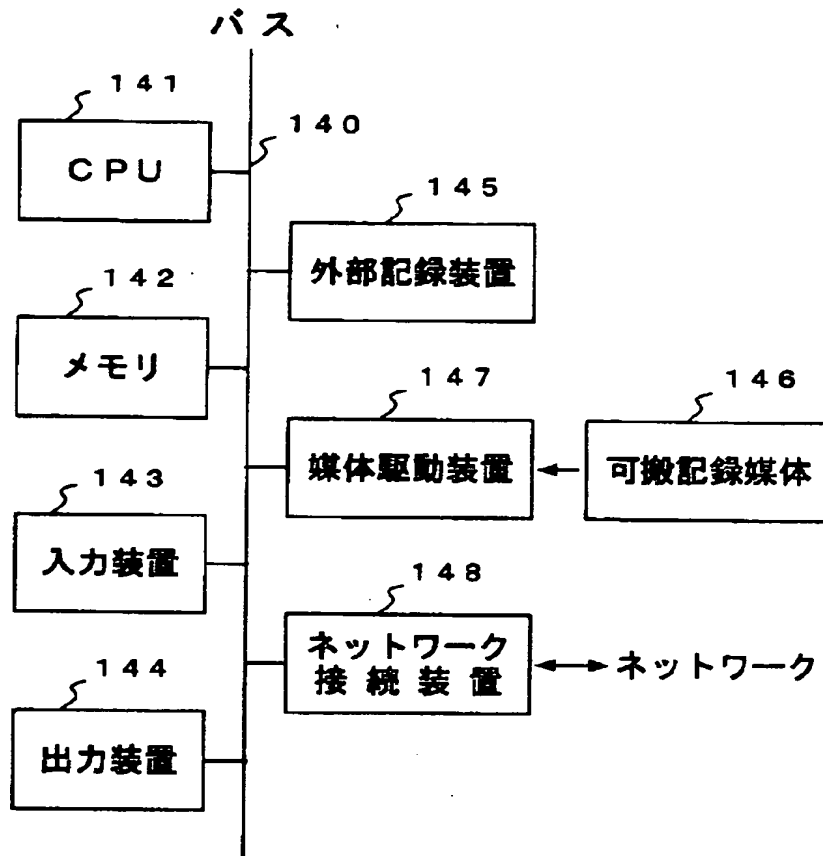 バス
141
CPU
140
145
外部記録装置
142
メモリ
147
媒体駆動装置
146
可搬記録媒体
143
入力装置
148
ネットワーク
接続装置
ネットワーク
144
出力装置